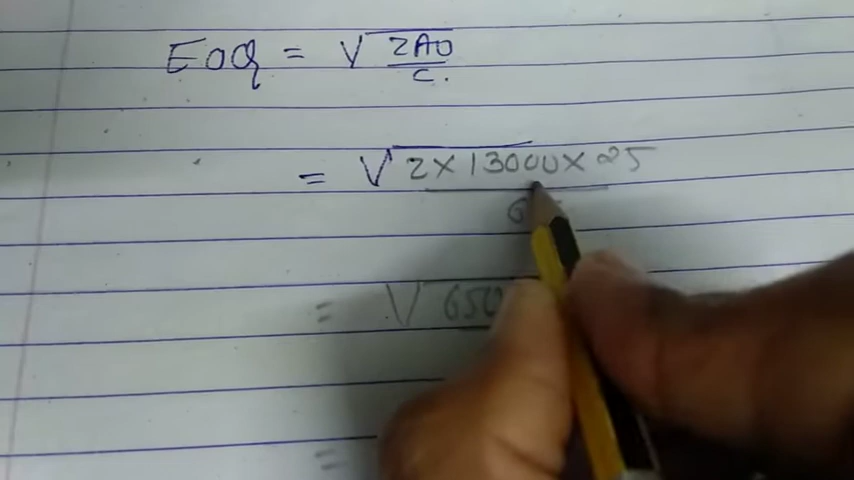 EOQ = √ 2AO
C.
= √ 2 × 13000 × 25
= √ 650
=